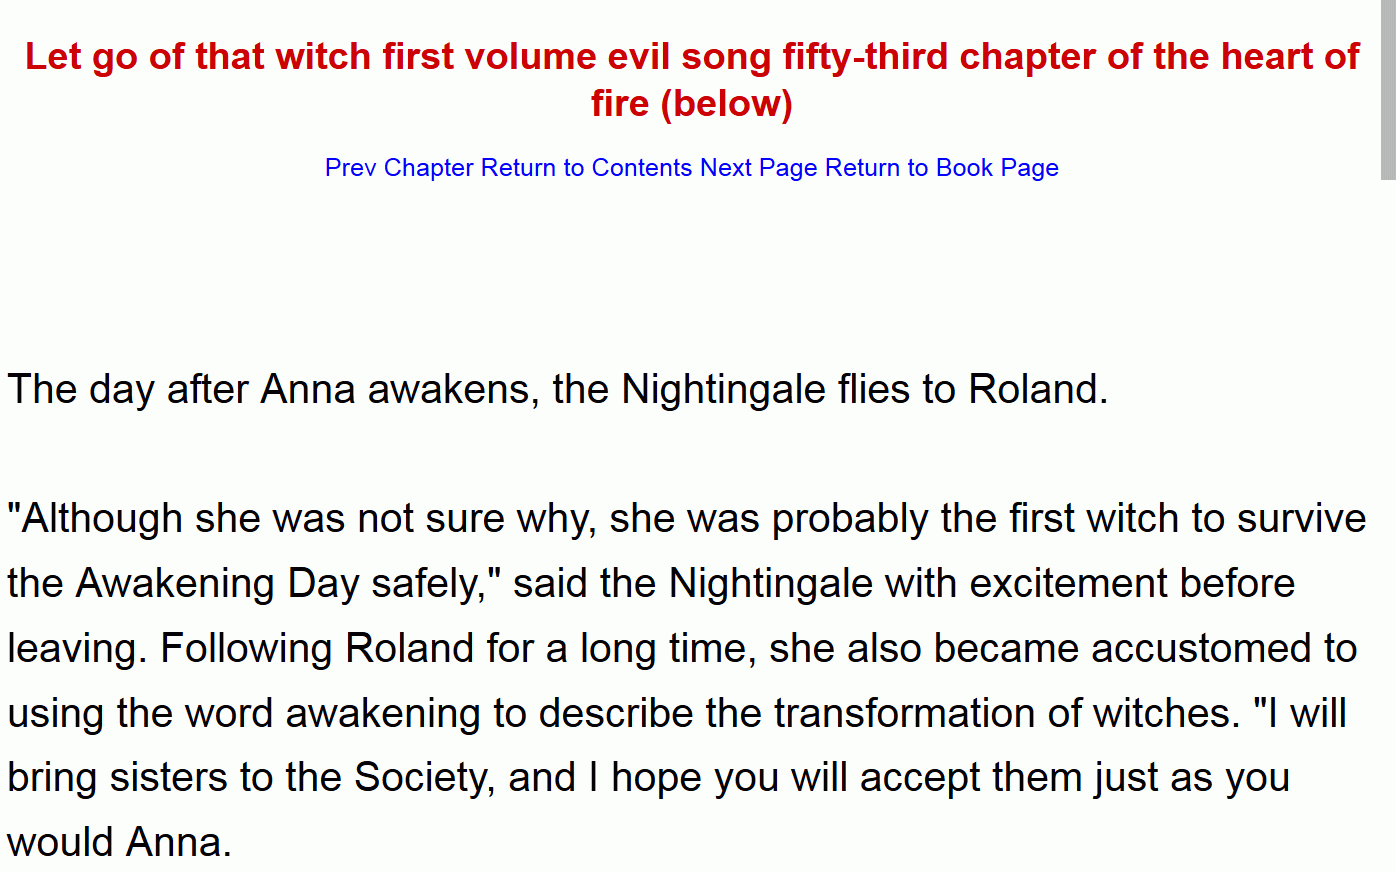 Let go of that witch first volume evil song fifty-third chapter of the heart of
fire (below)
Prev Chapter Return to Contents Next Page Return to Book Page
The day after Anna awakens, the Nightingale flies to Roland.
"Although she was not sure why, she was probably the first witch to survive
the Awakening Day safely," said the Nightingale with excitement before
leaving. Following Roland for a long time, she also became accustomed to
using the word awakening to describe the transformation of witches. "I will
bring sisters to the Society, and I hope you will accept them just as you
would Anna.